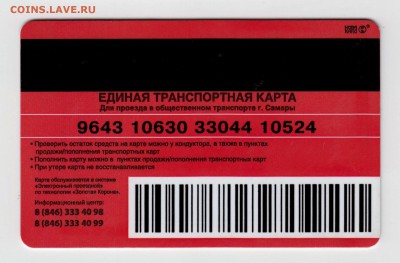 COINS.LAVE.RU
ЕДИНАЯ ТРАНСПОРТНАЯ КАРТА
Для проезда в общественном транспорте г. Самары
9643 10630 33044 10524
• Проверить остаток средств на карте можно у кондуктора, а также в пунктах
продажи/пополнения транспортных карт
• Пополнить карту можно в пунктах продажи/пополнения транспортных карт
• При утере карта не восстанавливается
Карта обслуживается в системе
«Электронный проездной»
по технологии «Золотая Корона».
Информационный центр:
8 (846) 333 40 98
8 (846) 333 40 99